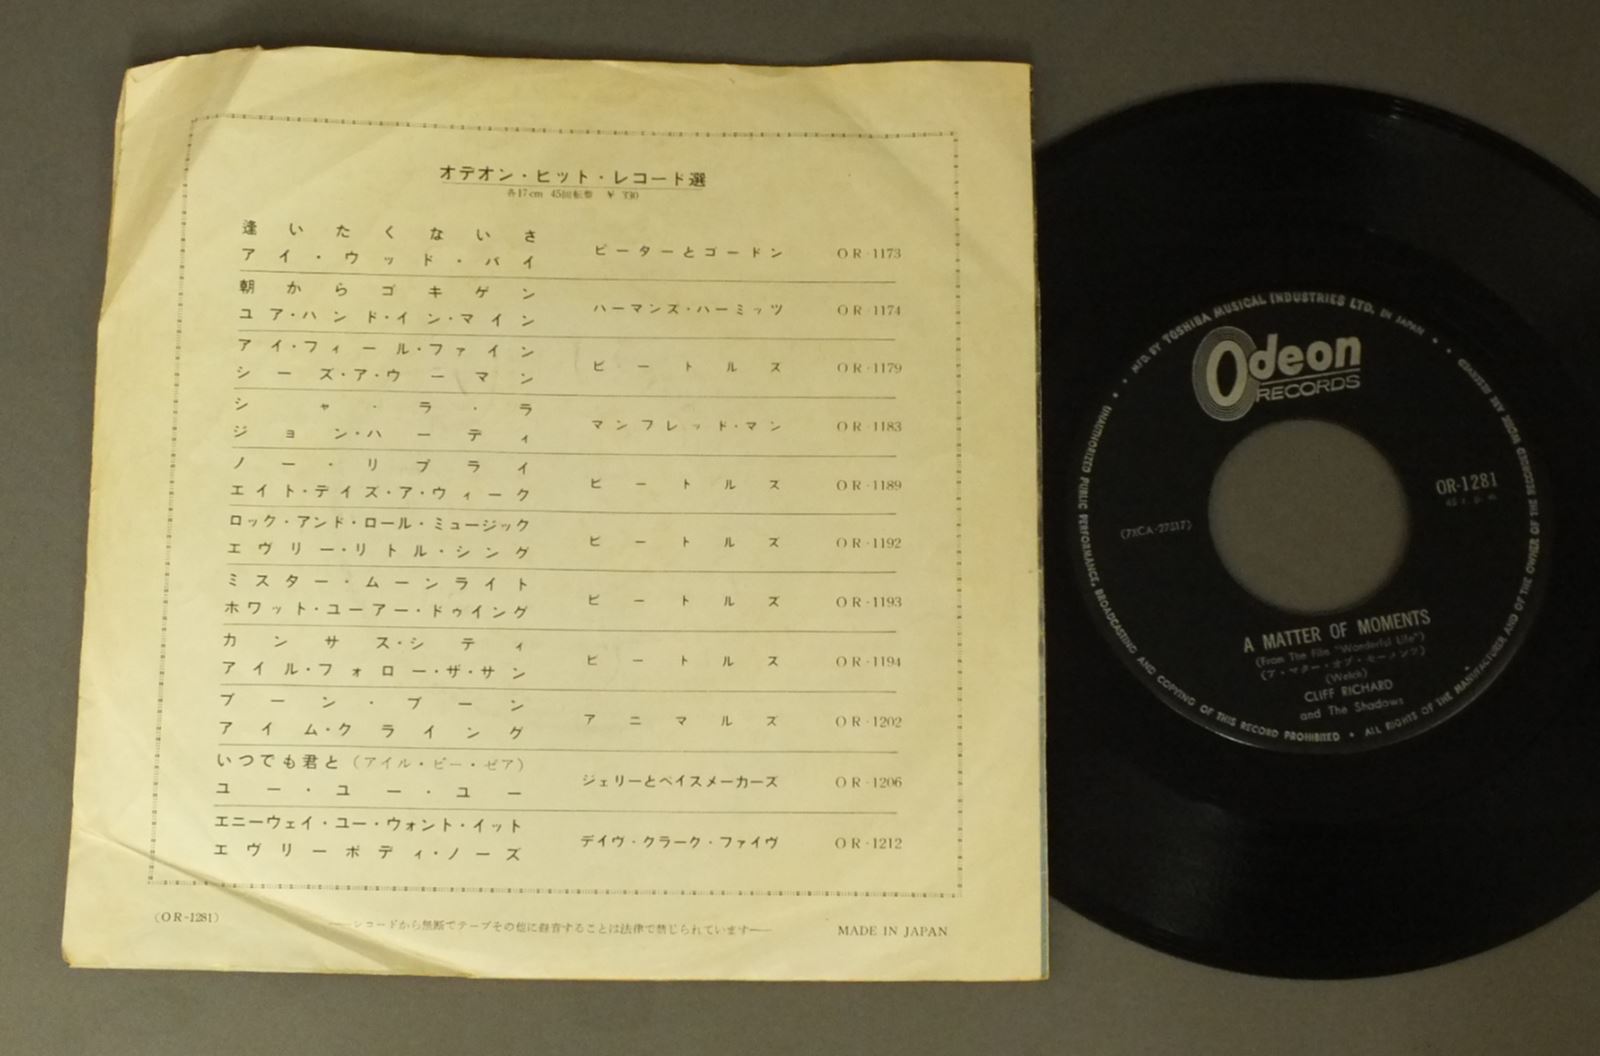 オデオン・ヒット・レコード選
各17cm 45回転盤 ￥330
逢いたくないさ
アイ・ウッド・バイ
ピーターとゴードン OR-1173
朝からゴキゲン
ユア・ハンド・イン・マイン
ハーマンズ・ハーミッツ OR-1174
アイ・フィール・ファイン
シーズ・ア・ウーマン
ビートルズ OR-1179
シャ・ラ・ラ
ジョン・ハーディ
マンフレッド・マン OR-1183
ノー・リプライ
エイト・デイズ・ア・ウィーク
ビートルズ OR-1189
ロック・アンド・ロール・ミュージック
エヴリー・リトル・シング
ビートルズ OR-1192
ミスター・ムーンライト
ホワット・ユーアー・ドゥイング
ビートルズ OR-1193
カンサス・シティ
アイル・フォロー・ザ・サン
ビートルズ OR-1194
ブーン・ブーン
アイム・クライング
アニマルズ OR-1202
いつでも君と（アイル・ビー・ゼア）
ユー・ユー・ユー
ジェリーとペイスメーカーズ OR-1206
エニーウェイ・ユー・ウォント・イット
エヴリーボディ・ノーズ
デイヴ・クラーク・ファイヴ OR-1212
(OR-1281)
——レコードから無断でテープその他に録音することは法律で禁じられています——
MADE IN JAPAN
MFD. BY TOSHIBA MUSICAL INDUSTRIES LTD. IN JAPAN
ALL RIGHTS OF THE MANUFACTURER AND OF THE OWNER OF THE RECORDED WORK ARE RESERVED
UNAUTHORIZED PUBLIC PERFORMANCE, BROADCASTING AND COPYING OF THIS RECORD PROHIBITED
Odeon
RECORDS
OR-1281
45 r. p. m.
(7XCA-27517)
A MATTER OF MOMENTS
(From The Film "Wonderful Life")
(ア・マター・オブ・モーメンツ)
(Welch)
CLIFF RICHARD
and The Shadows